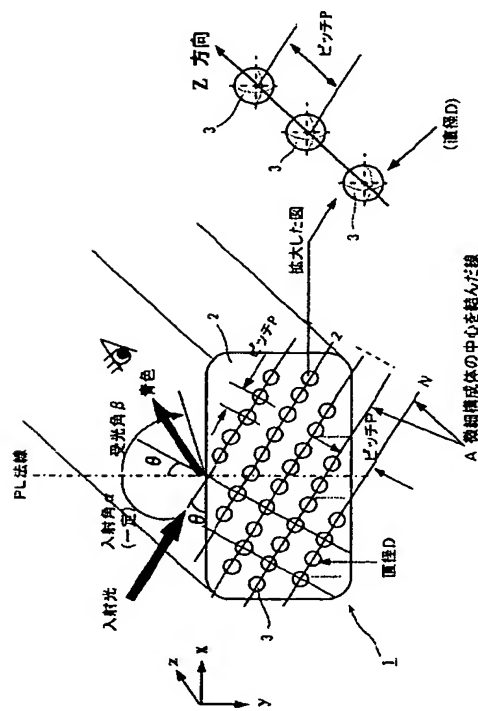 PL法線
入射角α
(一定)
受光角β
入射光
青色
θ
θ
2
ピッチP
2
N
ピッチP
直径D
3
1
A 微細構成体の中心を結んだ線
拡大した図
3
3
3
Z 方向
ピッチP
(直径D)
z
x
y